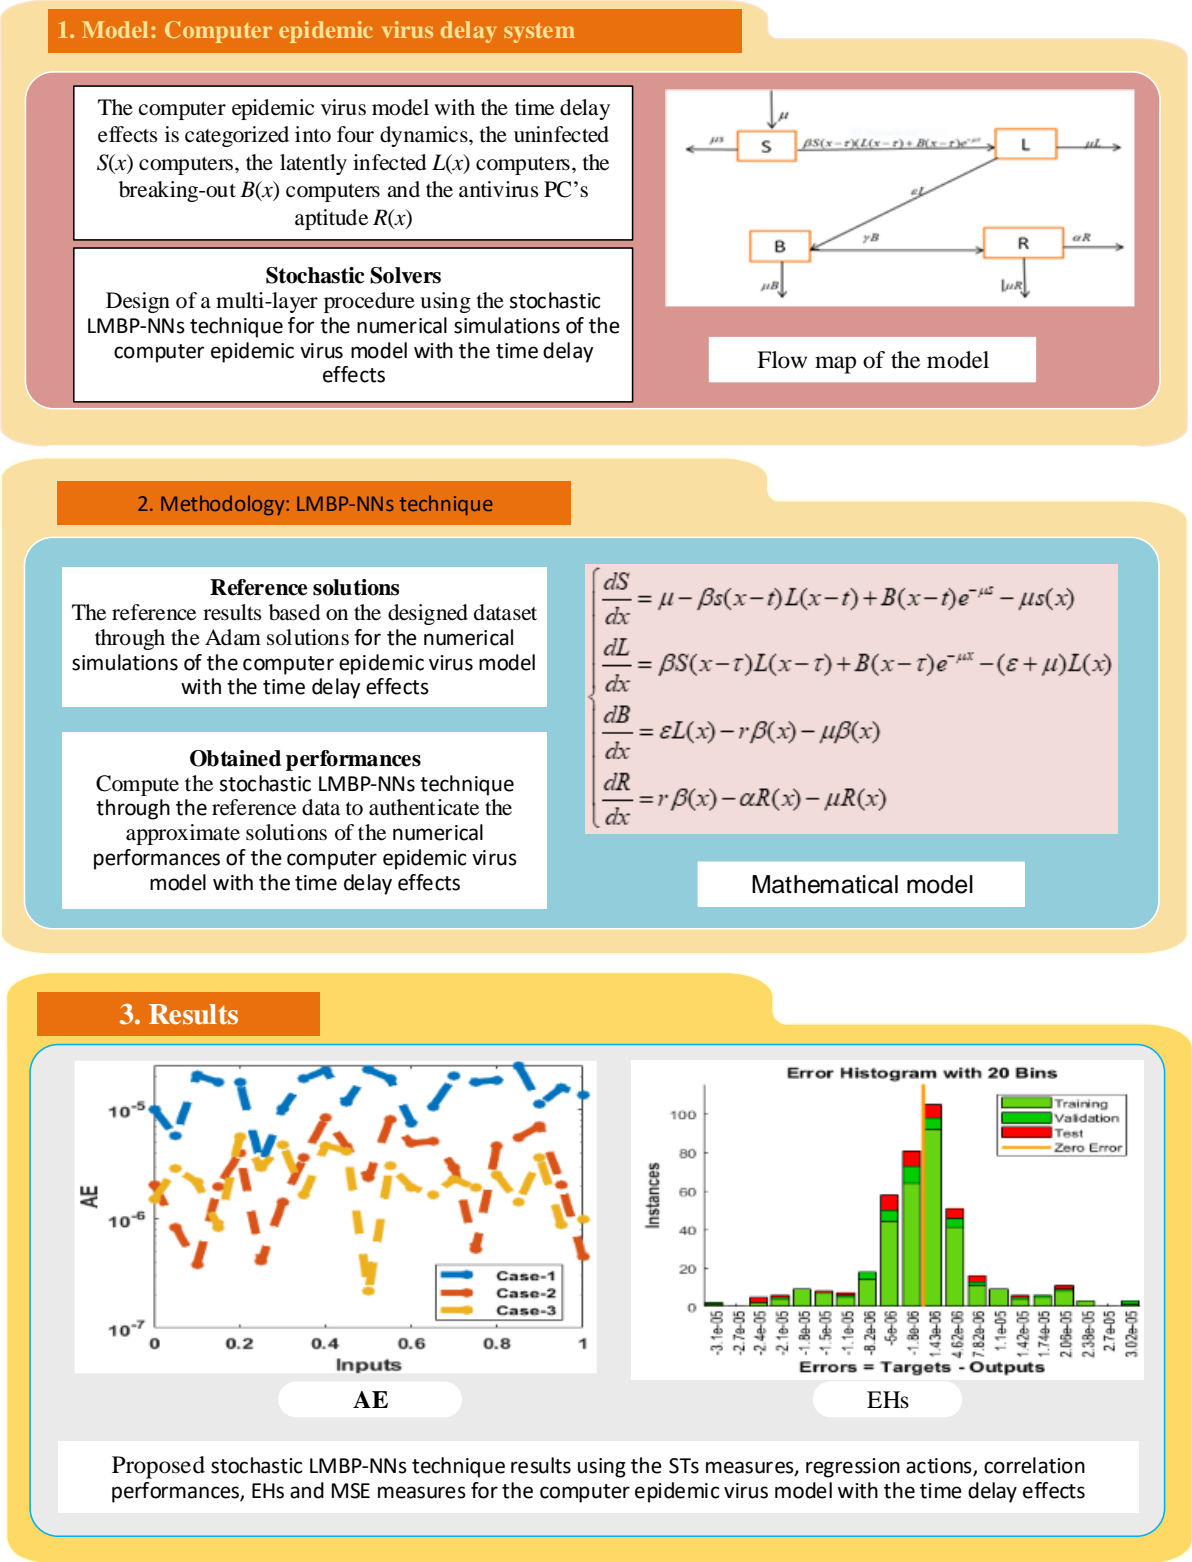 1. Model: Computer epidemic virus delay system
The computer epidemic virus model with the time delay
effects is categorized into four dynamics, the uninfected
S(x) computers, the latently infected L(x) computers, the
breaking-out B(x) computers and the antivirus PC's
aptitude R(x)
Stochastic Solvers
Design of a multi-layer procedure using the stochastic
LMBP-NNs technique for the numerical simulations of the
computer epidemic virus model with the time delay
effects
μ
μs
S
βS(x−τ)(L(x−τ)+B(x−τ)e^{−μτ}
L
μL
εL
B
γB
R
αR
μB
μR
Flow map of the model
2. Methodology: LMBP-NNs technique
Reference solutions
The reference results based on the designed dataset
through the Adam solutions for the numerical
simulations of the computer epidemic virus model
with the time delay effects
Obtained performances
Compute the stochastic LMBP-NNs technique
through the reference data to authenticate the
approximate solutions of the numerical
performances of the computer epidemic virus
model with the time delay effects
dS/dx = μ − βs(x−t)L(x−t)+B(x−t)e^{−μs} − μs(x)
dL/dx = βS(x−τ)L(x−τ)+B(x−τ)e^{−μx} −(ε+μ)L(x)
dB/dx = εL(x)−rβ(x)−μβ(x)
dR/dx = rβ(x)−αR(x)−μR(x)
Mathematical model
3. Results
AE
10^{-5}
10^{-6}
10^{-7}
Case-1
Case-2
Case-3
0 0.2 0.4 0.6 0.8 1
Inputs
AE
Error Histogram with 20 Bins
Training
Validation
Test
Zero Error
Instances
100
80
60
40
20
0
-3.1e-05
-2.7e-05
-2.4e-05
-2.1e-05
-1.8e-05
-1.5e-05
-1.1e-05
-8.2e-06
-5e-06
-1.8e-06
1.43e-06
4.62e-06
7.82e-06
1.1e-05
1.42e-05
1.74e-05
2.06e-05
2.38e-05
2.7e-05
3.02e-05
Errors = Targets - Outputs
EHs
Proposed stochastic LMBP-NNs technique results using the STs measures, regression actions, correlation
performances, EHs and MSE measures for the computer epidemic virus model with the time delay effects